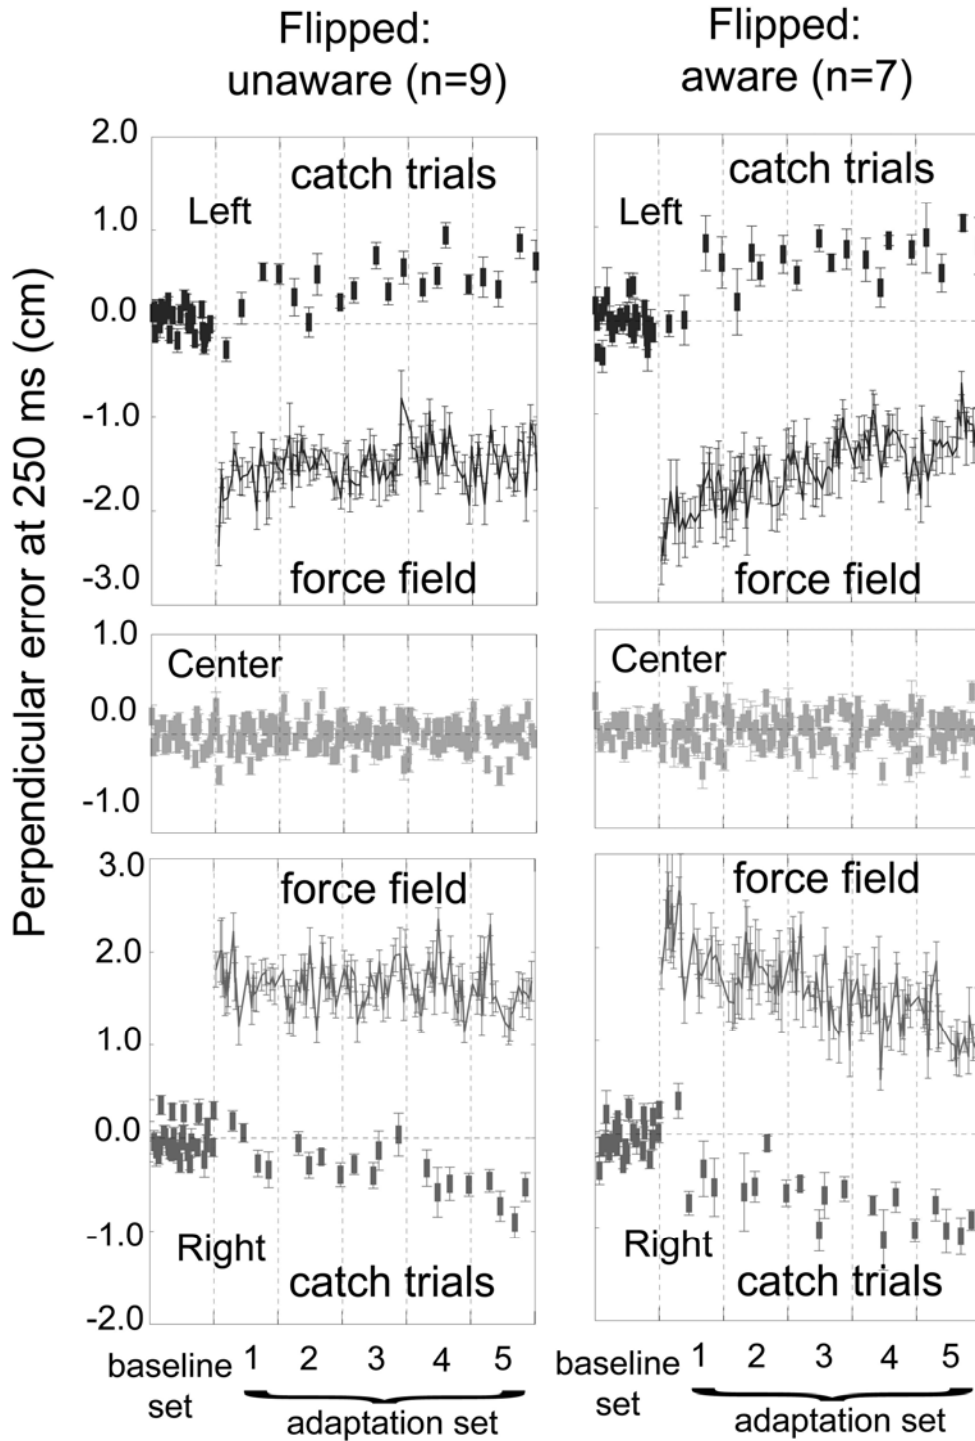 Flipped:
unaware (n=9)
Flipped:
aware (n=7)
Perpendicular error at 250 ms (cm)
2.0
1.0
0.0
-1.0
-2.0
-3.0
catch trials
Left
force field
catch trials
Left
force field
1.0
0.0
-1.0
Center
Center
3.0
2.0
1.0
0.0
-1.0
-2.0
force field
Right
catch trials
force field
Right
catch trials
baseline
set
1 2 3 4 5
adaptation set
baseline
set
1 2 3 4 5
adaptation set